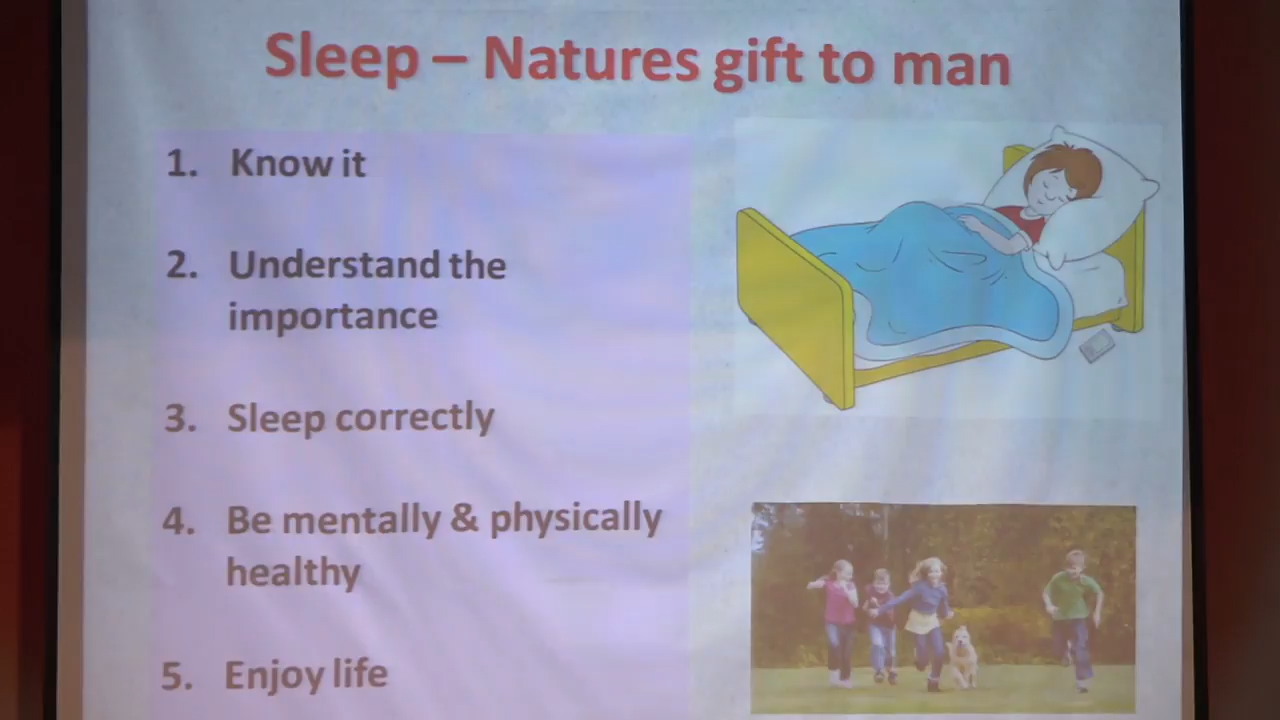 Sleep – Natures gift to man
1. Know it
2. Understand the
importance
3. Sleep correctly
4. Be mentally & physically
healthy
5. Enjoy life